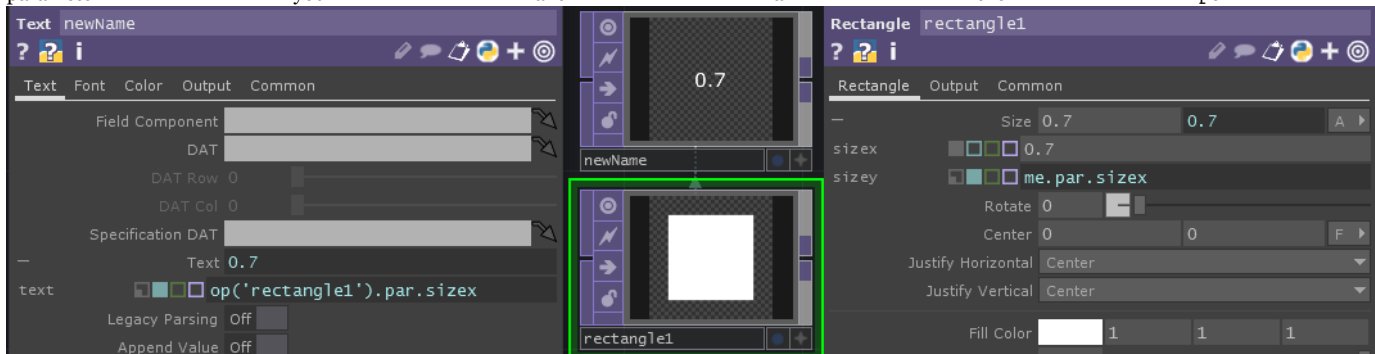 Text newName
? ? i
Text Font Color Output Common
Field Component
DAT
DAT Row 0
DAT Col 0
Specification DAT
Text 0.7
text op('rectangle1').par.sizex
Legacy Parsing Off
Append Value Off
0.7
newName
rectangle1
Rectangle rectangle1
? ? i
Rectangle Output Common
Size 0.7 0.7 A
sizex 0.7
sizey me.par.sizex
Rotate 0
Center 0 0 F
Justify Horizontal Center
Justify Vertical Center
Fill Color 1 1 1